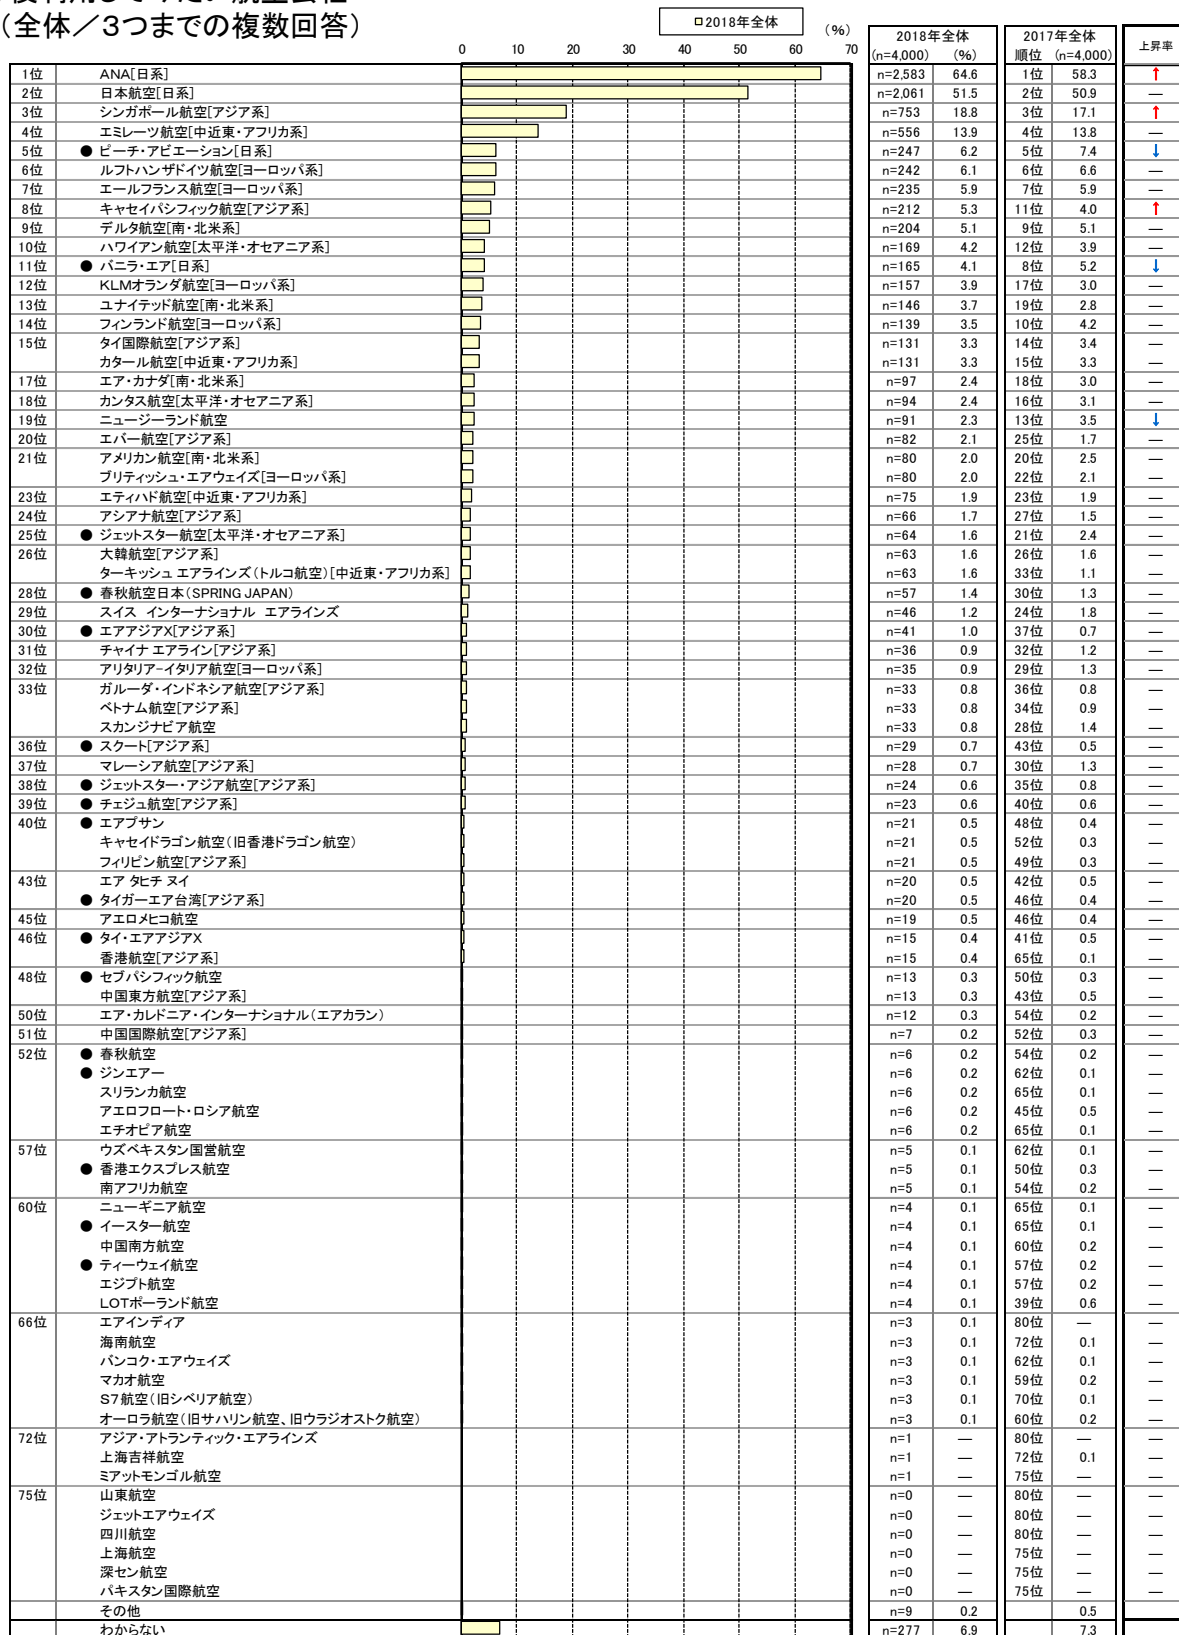 (全体／3つまでの複数回答)
□2018年全体
(%)
0 10 20 30 40 50 60 70
2018年全体 2017年全体 上昇率
(n=4,000) (%) 順位 (n=4,000)
1位 ANA[日系] n=2,583 64.6 1位 58.3 ↑
2位 日本航空[日系] n=2,061 51.5 2位 50.9 ―
3位 シンガポール航空[アジア系] n=753 18.8 3位 17.1 ↑
4位 エミレーツ航空[中近東・アフリカ系] n=556 13.9 4位 13.8 ―
5位 ● ピーチ・アビエーション[日系] n=247 6.2 5位 7.4 ↓
6位 ルフトハンザドイツ航空[ヨーロッパ系] n=242 6.1 6位 6.6 ―
7位 エールフランス航空[ヨーロッパ系] n=235 5.9 7位 5.9 ―
8位 キャセイパシフィック航空[アジア系] n=212 5.3 11位 4.0 ↑
9位 デルタ航空[南・北米系] n=204 5.1 9位 5.1 ―
10位 ハワイアン航空[太平洋・オセアニア系] n=169 4.2 12位 3.9 ―
11位 ● バニラ・エア[日系] n=165 4.1 8位 5.2 ↓
12位 KLMオランダ航空[ヨーロッパ系] n=157 3.9 17位 3.0 ―
13位 ユナイテッド航空[南・北米系] n=146 3.7 19位 2.8 ―
14位 フィンランド航空[ヨーロッパ系] n=139 3.5 10位 4.2 ―
15位 タイ国際航空[アジア系] n=131 3.3 14位 3.4 ―
カタール航空[中近東・アフリカ系] n=131 3.3 15位 3.3 ―
17位 エア・カナダ[南・北米系] n=97 2.4 18位 3.0 ―
18位 カンタス航空[太平洋・オセアニア系] n=94 2.4 16位 3.1 ―
19位 ニュージーランド航空 n=91 2.3 13位 3.5 ↓
20位 エバー航空[アジア系] n=82 2.1 25位 1.7 ―
21位 アメリカン航空[南・北米系] n=80 2.0 20位 2.5 ―
ブリティッシュ・エアウェイズ[ヨーロッパ系] n=80 2.0 22位 2.1 ―
23位 エティハド航空[中近東・アフリカ系] n=75 1.9 23位 1.9 ―
24位 アシアナ航空[アジア系] n=66 1.7 27位 1.5 ―
25位 ● ジェットスター航空[太平洋・オセアニア系] n=64 1.6 21位 2.4 ―
26位 大韓航空[アジア系] n=63 1.6 26位 1.6 ―
ターキッシュ エアラインズ(トルコ航空)[中近東・アフリカ系] n=63 1.6 33位 1.1 ―
28位 ● 春秋航空日本(SPRING JAPAN) n=57 1.4 30位 1.3 ―
29位 スイス インターナショナル エアラインズ n=46 1.2 24位 1.8 ―
30位 ● エアアジアX[アジア系] n=41 1.0 37位 0.7 ―
31位 チャイナ エアライン[アジア系] n=36 0.9 32位 1.2 ―
32位 アリタリア-イタリア航空[ヨーロッパ系] n=35 0.9 29位 1.3 ―
33位 ガルーダ・インドネシア航空[アジア系] n=33 0.8 36位 0.8 ―
ベトナム航空[アジア系] n=33 0.8 34位 0.9 ―
スカンジナビア航空 n=33 0.8 28位 1.4 ―
36位 ● スクート[アジア系] n=29 0.7 43位 0.5 ―
37位 マレーシア航空[アジア系] n=28 0.7 30位 1.3 ―
38位 ● ジェットスター・アジア航空[アジア系] n=24 0.6 35位 0.8 ―
39位 ● チェジュ航空[アジア系] n=23 0.6 40位 0.6 ―
40位 ● エアプサン n=21 0.5 48位 0.4 ―
キャセイドラゴン航空(旧香港ドラゴン航空) n=21 0.5 52位 0.3 ―
フィリピン航空[アジア系] n=21 0.5 49位 0.3 ―
43位 エア タヒチ ヌイ n=20 0.5 42位 0.5 ―
● タイガーエア台湾[アジア系] n=20 0.5 46位 0.4 ―
45位 アエロメヒコ航空 n=19 0.5 46位 0.4 ―
46位 ● タイ・エアアジアX n=15 0.4 41位 0.5 ―
香港航空[アジア系] n=15 0.4 65位 0.1 ―
48位 ● セブパシフィック航空 n=13 0.3 50位 0.3 ―
中国東方航空[アジア系] n=13 0.3 43位 0.5 ―
50位 エア・カレドニア・インターナショナル(エアカラン) n=12 0.3 54位 0.2 ―
51位 中国国際航空[アジア系] n=7 0.2 52位 0.3 ―
52位 ● 春秋航空 n=6 0.2 54位 0.2 ―
● ジンエアー n=6 0.2 62位 0.1 ―
スリランカ航空 n=6 0.2 65位 0.1 ―
アエロフロート・ロシア航空 n=6 0.2 45位 0.5 ―
エチオピア航空 n=6 0.2 65位 0.1 ―
57位 ウズベキスタン国営航空 n=5 0.1 62位 0.1 ―
● 香港エクスプレス航空 n=5 0.1 50位 0.3 ―
南アフリカ航空 n=5 0.1 54位 0.2 ―
60位 ニューギニア航空 n=4 0.1 65位 0.1 ―
● イースター航空 n=4 0.1 65位 0.1 ―
中国南方航空 n=4 0.1 60位 0.2 ―
● ティーウェイ航空 n=4 0.1 57位 0.2 ―
エジプト航空 n=4 0.1 57位 0.2 ―
LOTポーランド航空 n=4 0.1 39位 0.6 ―
66位 エアインディア n=3 0.1 80位 ― ―
海南航空 n=3 0.1 72位 0.1 ―
バンコク・エアウェイズ n=3 0.1 62位 0.1 ―
マカオ航空 n=3 0.1 59位 0.2 ―
S7航空(旧シベリア航空) n=3 0.1 70位 0.1 ―
オーロラ航空(旧サハリン航空、旧ウラジオストク航空) n=3 0.1 60位 0.2 ―
72位 アジア・アトランティック・エアラインズ n=1 ― 80位 ― ―
上海吉祥航空 n=1 ― 72位 0.1 ―
ミアットモンゴル航空 n=1 ― 75位 ― ―
75位 山東航空 n=0 ― 80位 ― ―
ジェットエアウェイズ n=0 ― 80位 ― ―
四川航空 n=0 ― 80位 ― ―
上海航空 n=0 ― 75位 ― ―
深セン航空 n=0 ― 75位 ― ―
パキスタン国際航空 n=0 ― 75位 ― ―
その他 n=9 0.2 0.5
わからない n=277 6.9 7.3